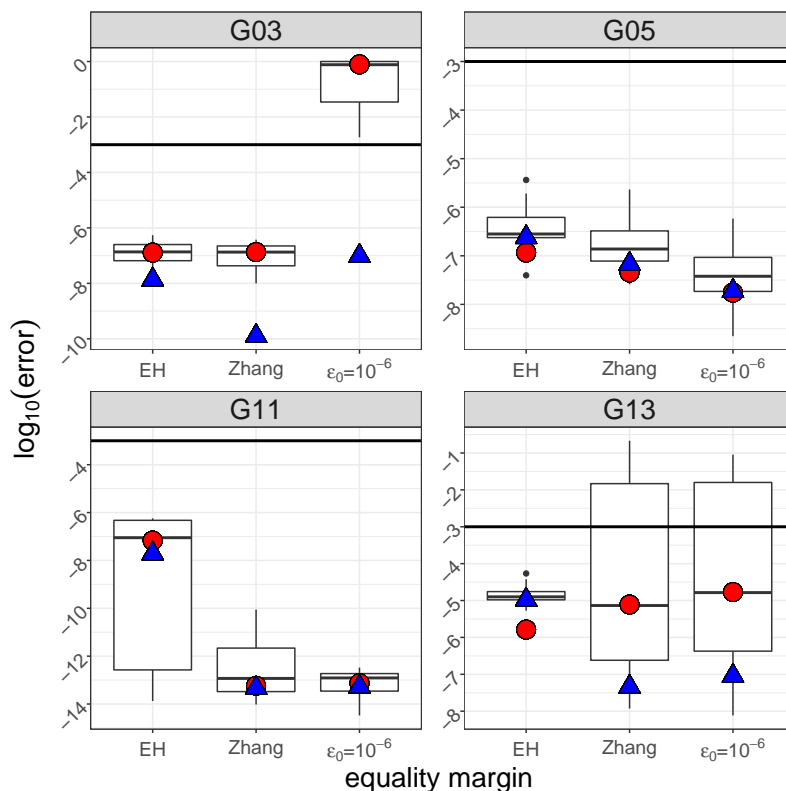 G03
G05
0
−2
−4
−6
−8
−10
−3
−4
−5
−6
−7
−8
EH
Zhang
ε₀=10⁻⁶
EH
Zhang
ε₀=10⁻⁶
G11
G13
−4
−6
−8
−10
−12
−14
−1
−2
−3
−4
−5
−6
−7
−8
EH
Zhang
ε₀=10⁻⁶
EH
Zhang
ε₀=10⁻⁶
log₁₀(error)
equality margin